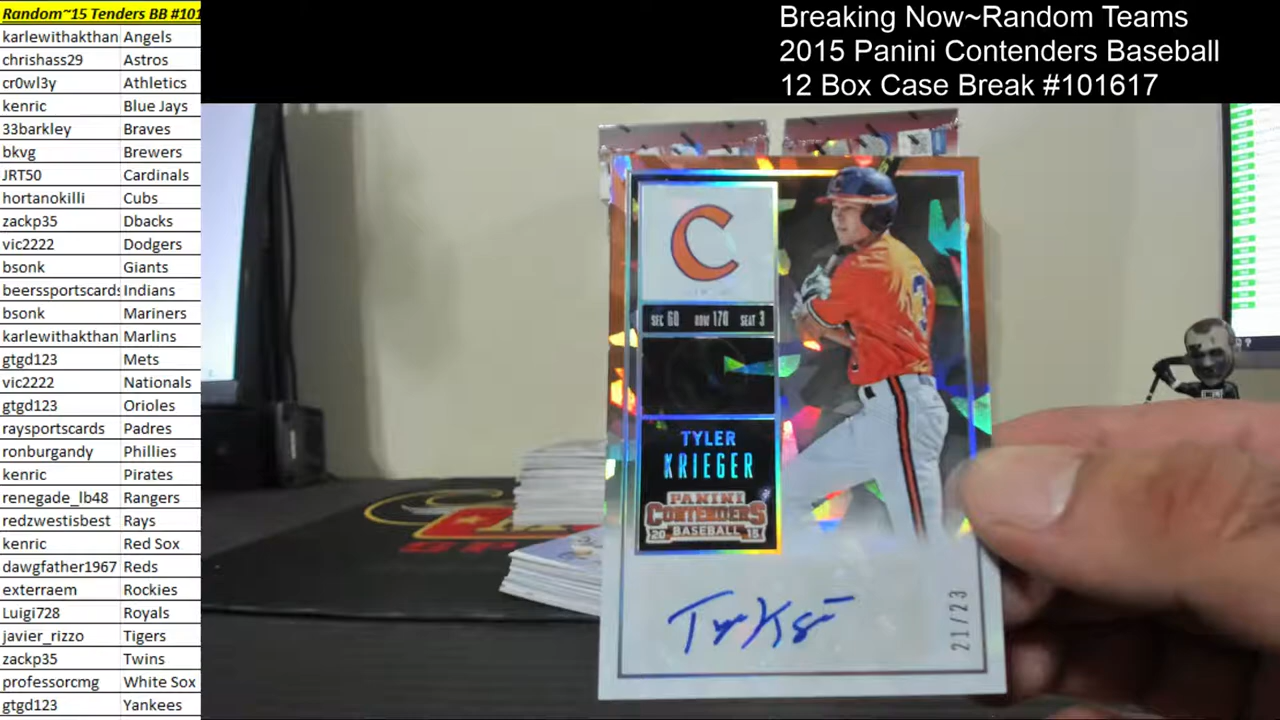 Random~15 Tenders BB #101
karlewithakthan Angels
chrishass29 Astros
cr0wl3y Athletics
kenric Blue Jays
33barkley Braves
bkvg Brewers
JRT50 Cardinals
hortanokilli Cubs
zackp35 Dbacks
vic2222 Dodgers
bsonk Giants
beerssportscards Indians
bsonk Mariners
karlewithakthan Marlins
gtgd123 Mets
vic2222 Nationals
gtgd123 Orioles
raysportscards Padres
ronburgandy Phillies
kenric Pirates
renegade_lb48 Rangers
redzwestisbest Rays
kenric Red Sox
dawgfather1967 Reds
exterraem Rockies
Luigi728 Royals
javier_rizzo Tigers
zackp35 Twins
professorcmg White Sox
gtgd123 Yankees
Breaking Now~Random Teams
2015 Panini Contenders Baseball
12 Box Case Break #101617
C
SEC 60 ROW 170 SEAT 3
TYLER
KRIEGER
PANINI
CONTENDERS
20 BASEBALL 15
21/23